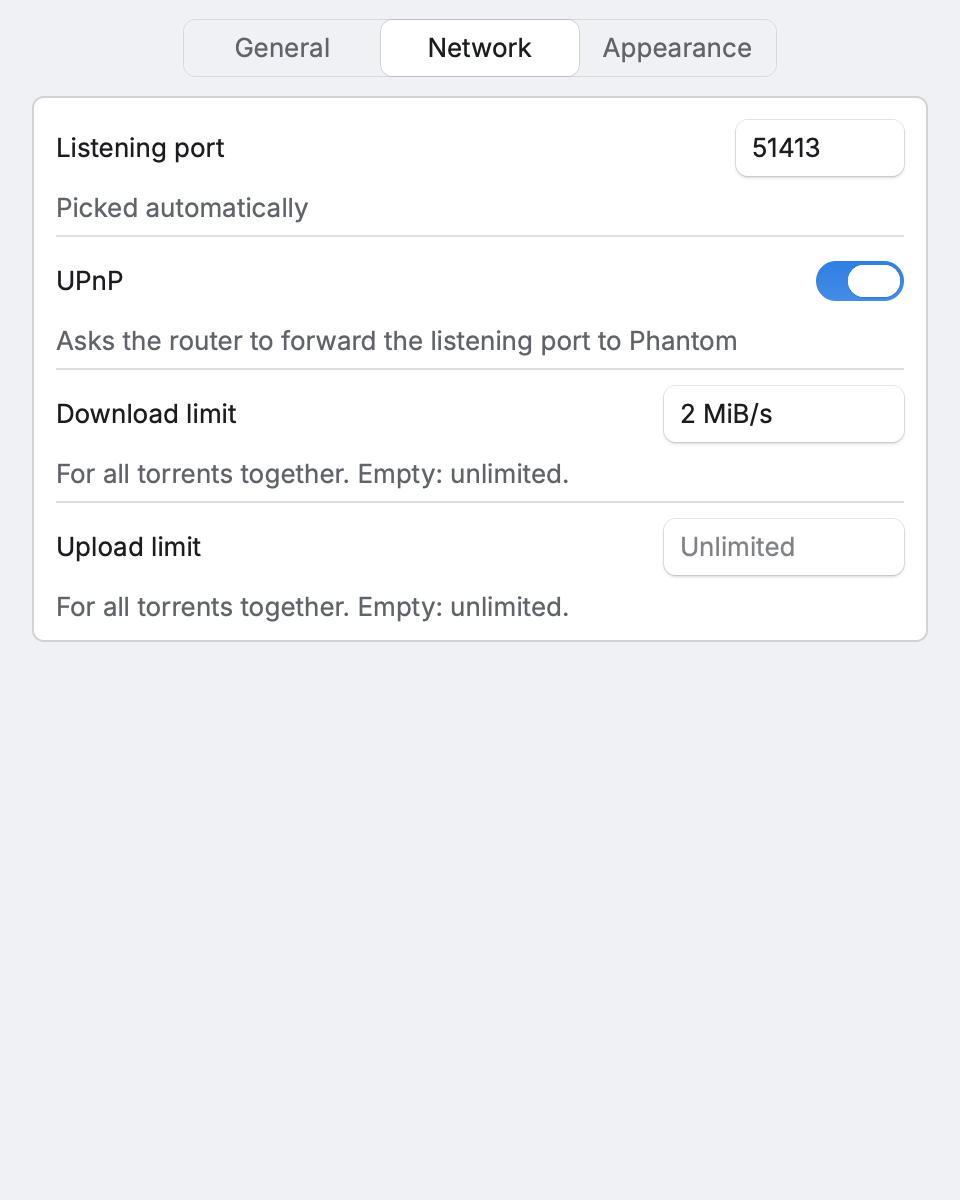 General Network Appearance
Listening port 51413
Picked automatically
UPnP
Asks the router to forward the listening port to Phantom
Download limit 2 MiB/s
For all torrents together. Empty: unlimited.
Upload limit Unlimited
For all torrents together. Empty: unlimited.